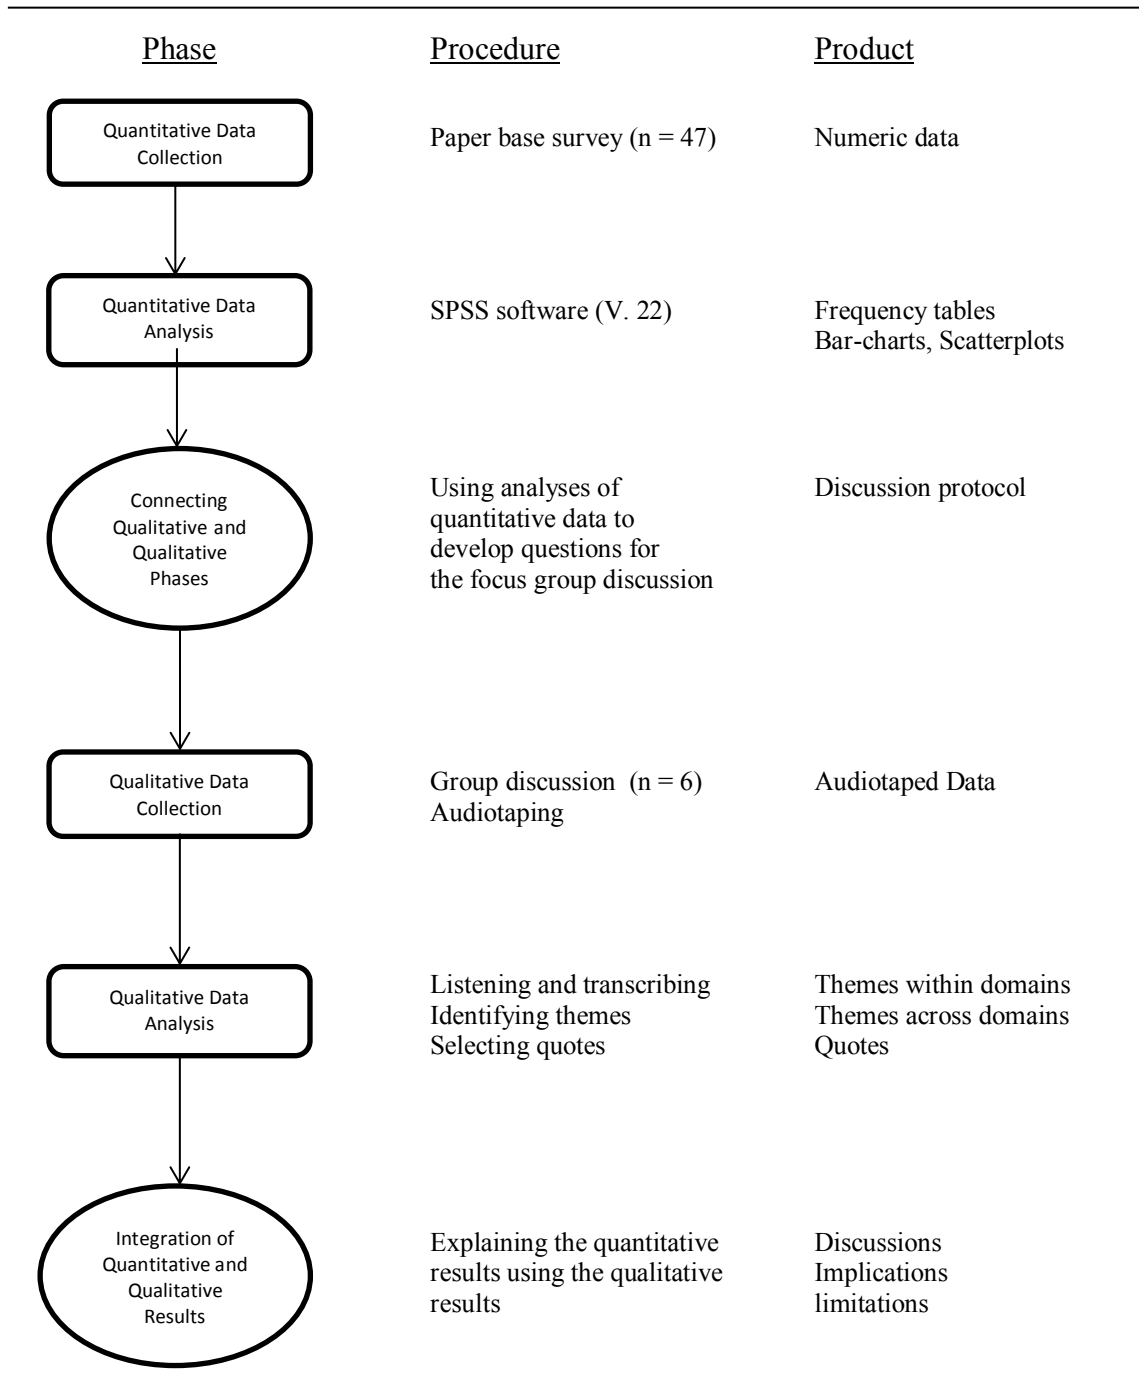 Phase Procedure Product
Quantitative Data
Collection
Paper base survey (n = 47)
Numeric data
Quantitative Data
Analysis
SPSS software (V. 22)
Frequency tables
Bar-charts, Scatterplots
Connecting
Qualitative and
Qualitative
Phases
Using analyses of
quantitative data to
develop questions for
the focus group discussion
Discussion protocol
Qualitative Data
Collection
Group discussion (n = 6)
Audiotaping
Audiotaped Data
Qualitative Data
Analysis
Listening and transcribing
Identifying themes
Selecting quotes
Themes within domains
Themes across domains
Quotes
Integration of
Quantitative and
Qualitative
Results
Explaining the quantitative
results using the qualitative
results
Discussions
Implications
limitations